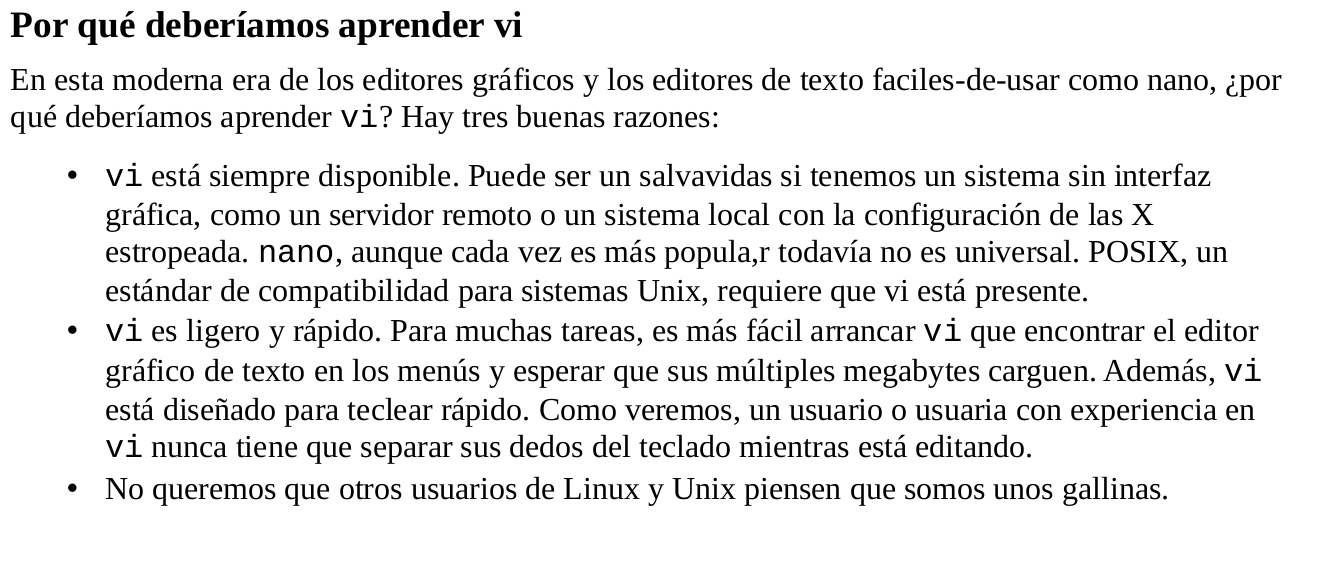 Por qué deberíamos aprender vi
En esta moderna era de los editores gráficos y los editores de texto faciles-de-usar como nano, ¿por
qué deberíamos aprender vi? Hay tres buenas razones:
• vi está siempre disponible. Puede ser un salvavidas si tenemos un sistema sin interfaz
gráfica, como un servidor remoto o un sistema local con la configuración de las X
estropeada. nano, aunque cada vez es más popula,r todavía no es universal. POSIX, un
estándar de compatibilidad para sistemas Unix, requiere que vi está presente.
• vi es ligero y rápido. Para muchas tareas, es más fácil arrancar vi que encontrar el editor
gráfico de texto en los menús y esperar que sus múltiples megabytes carguen. Además, vi
está diseñado para teclear rápido. Como veremos, un usuario o usuaria con experiencia en
vi nunca tiene que separar sus dedos del teclado mientras está editando.
• No queremos que otros usuarios de Linux y Unix piensen que somos unos gallinas.